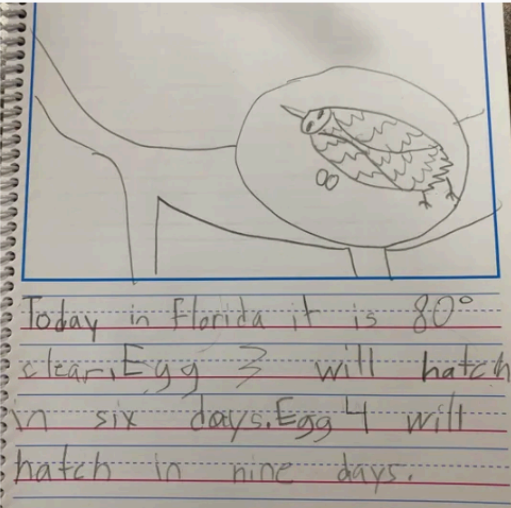 Today in Florida it is 80°
clear. Egg 3 will hatch
in six days. Egg 4 will
hatch in nine days.